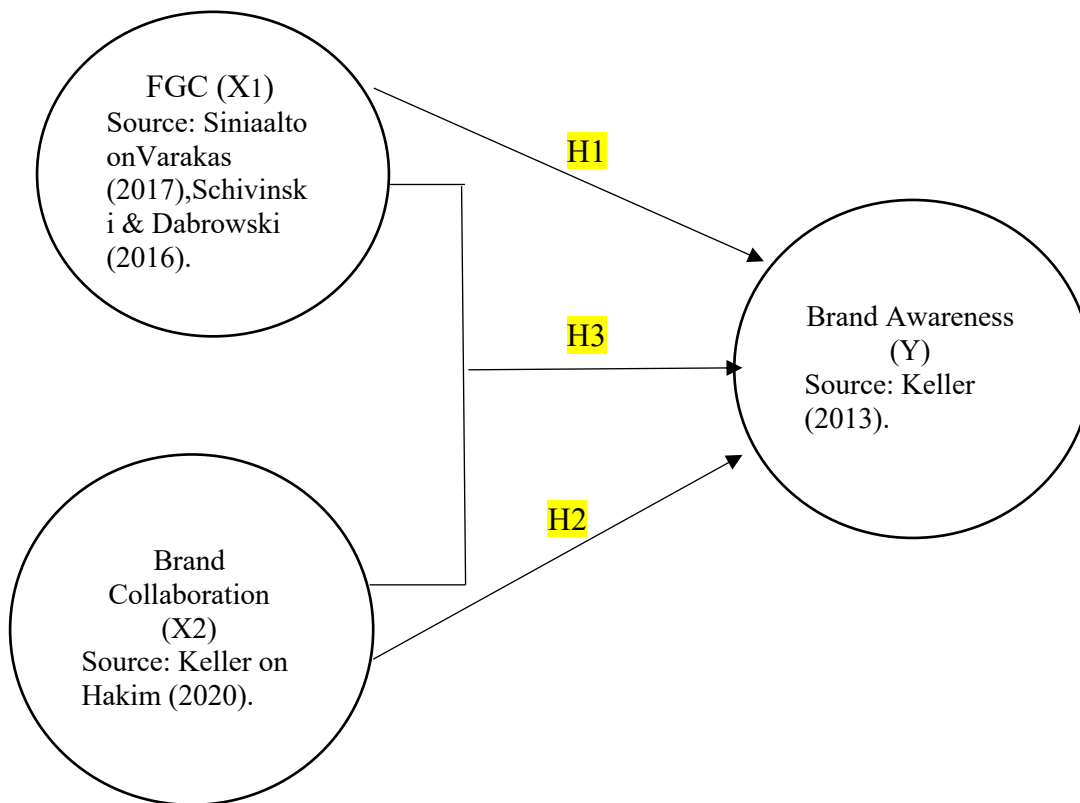 FGC (X1)
Source: Siniaalto
onVarakas
(2017),Schivinsk
i & Dabrowski
(2016).
H1
H3
Brand Awareness
(Y)
Source: Keller
(2013).
H2
Brand
Collaboration
(X2)
Source: Keller on
Hakim (2020).